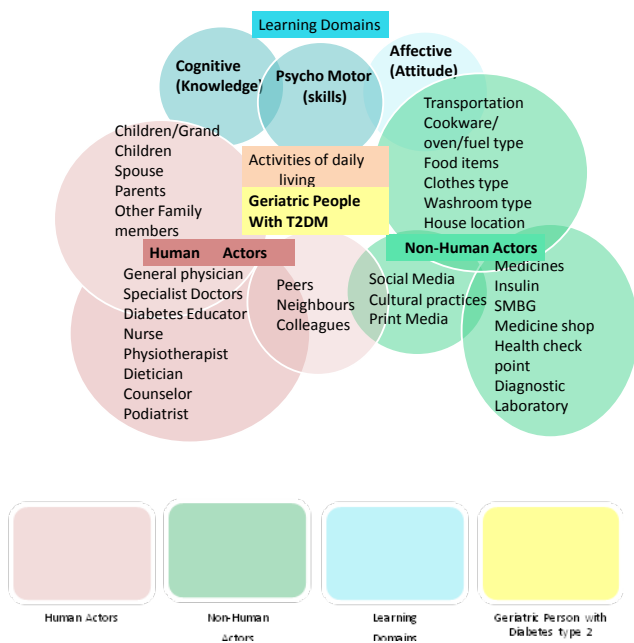 Learning Domains
Cognitive
(Knowledge)
Psycho Motor
(skills)
Affective
(Attitude)
Children/Grand
Children
Spouse
Parents
Other Family
members
Activities of daily
living
Geriatric People
With T2DM
Transportation
Cookware/
oven/fuel type
Food items
Clothes type
Washroom type
House location
Human Actors
Non-Human Actors
General physician
Specialist Doctors
Diabetes Educator
Nurse
Physiotherapist
Dietician
Counselor
Podiatrist
Peers
Neighbours
Colleagues
Social Media
Cultural practices
Print Media
Medicines
Insulin
SMBG
Medicine shop
Health check
point
Diagnostic
Laboratory
Human Actors
Non-Human
Actors
Learning
Domains
Geriatric Person with
Diabetes type 2